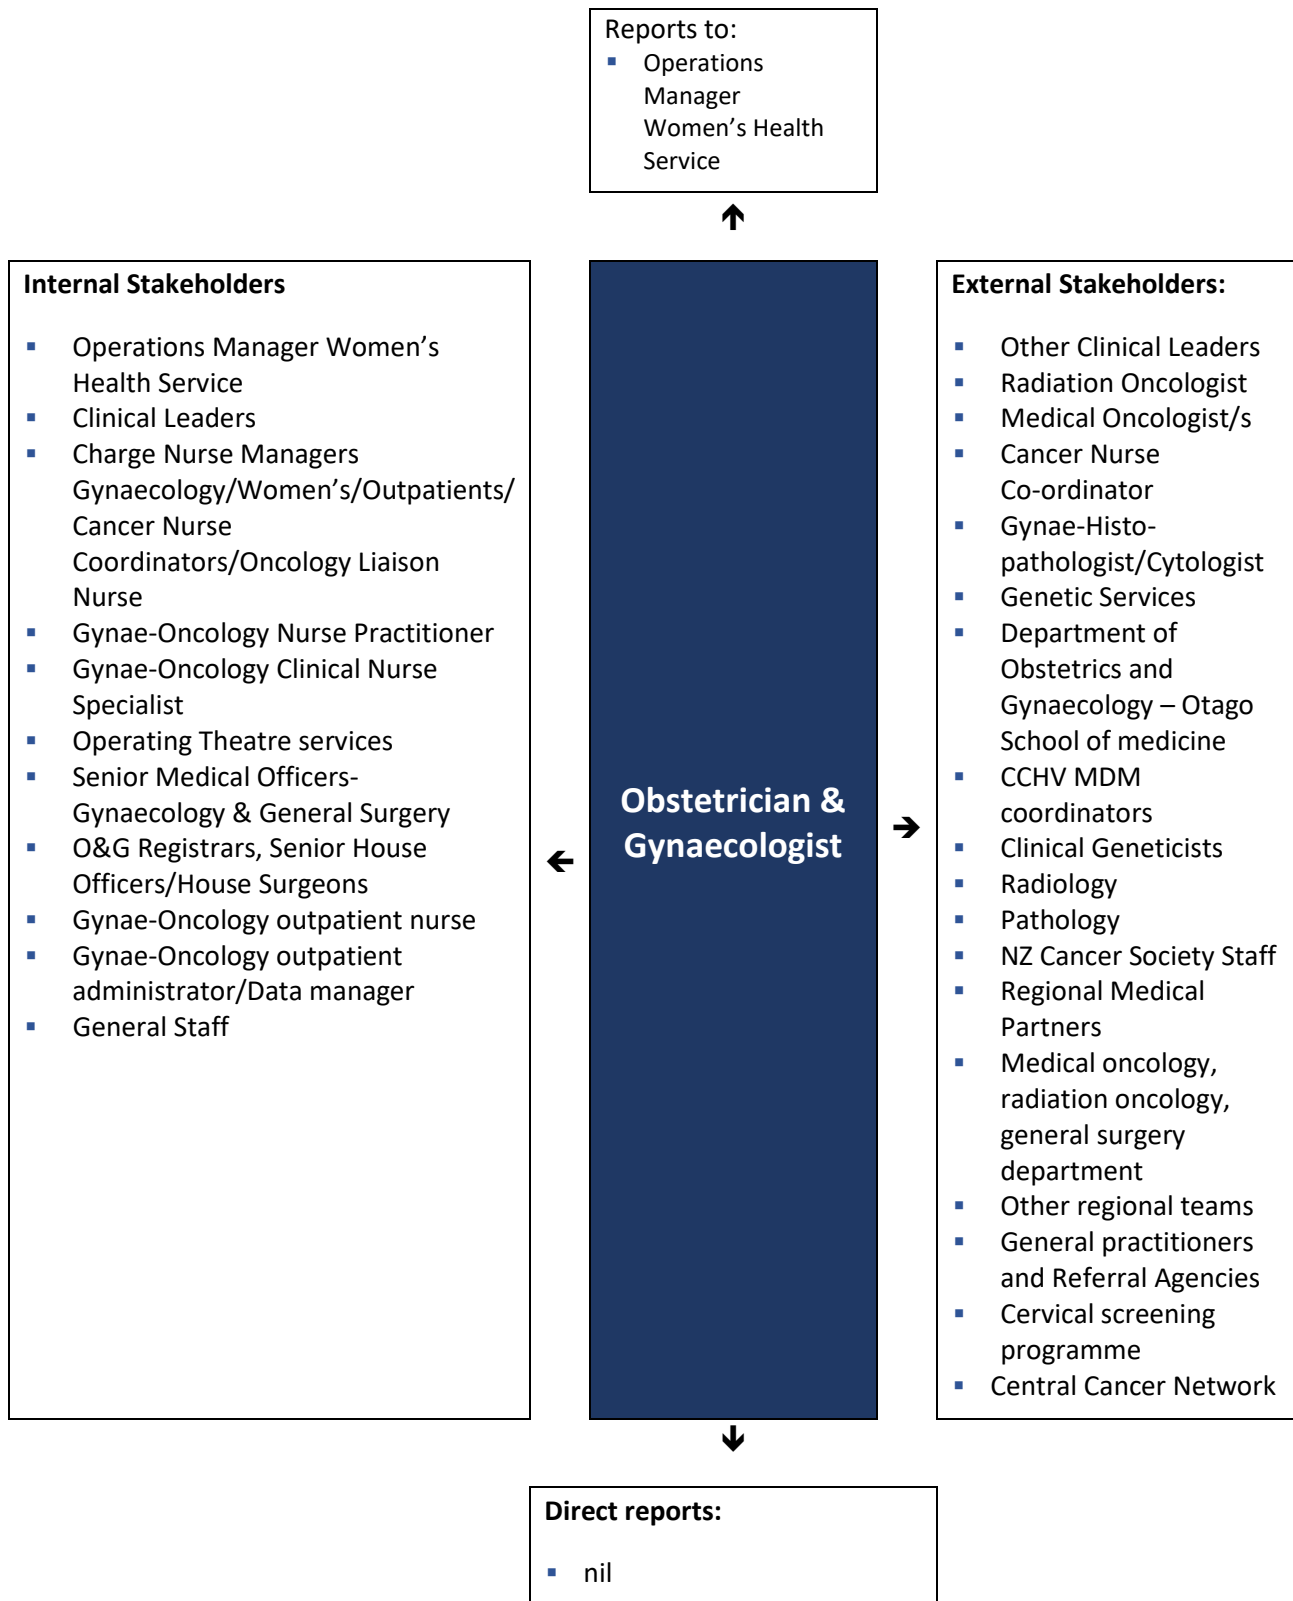 Reports to:
▪ Operations
Manager
Women’s Health
Service
Internal Stakeholders
▪ Operations Manager Women’s
Health Service
▪ Clinical Leaders
▪ Charge Nurse Managers
Gynaecology/Women’s/Outpatients/
Cancer Nurse
Coordinators/Oncology Liaison
Nurse
▪ Gynae-Oncology Nurse Practitioner
▪ Gynae-Oncology Clinical Nurse
Specialist
▪ Operating Theatre services
▪ Senior Medical Officers-
Gynaecology & General Surgery
▪ O&G Registrars, Senior House
Officers/House Surgeons
▪ Gynae-Oncology outpatient nurse
▪ Gynae-Oncology outpatient
administrator/Data manager
▪ General Staff
Obstetrician &
Gynaecologist
External Stakeholders:
▪ Other Clinical Leaders
▪ Radiation Oncologist
▪ Medical Oncologist/s
▪ Cancer Nurse
Co-ordinator
▪ Gynae-Histo-
pathologist/Cytologist
▪ Genetic Services
▪ Department of
Obstetrics and
Gynaecology – Otago
School of medicine
▪ CCHV MDM
coordinators
▪ Clinical Geneticists
▪ Radiology
▪ Pathology
▪ NZ Cancer Society Staff
▪ Regional Medical
Partners
▪ Medical oncology,
radiation oncology,
general surgery
department
▪ Other regional teams
▪ General practitioners
and Referral Agencies
▪ Cervical screening
programme
▪ Central Cancer Network
Direct reports:
▪ nil